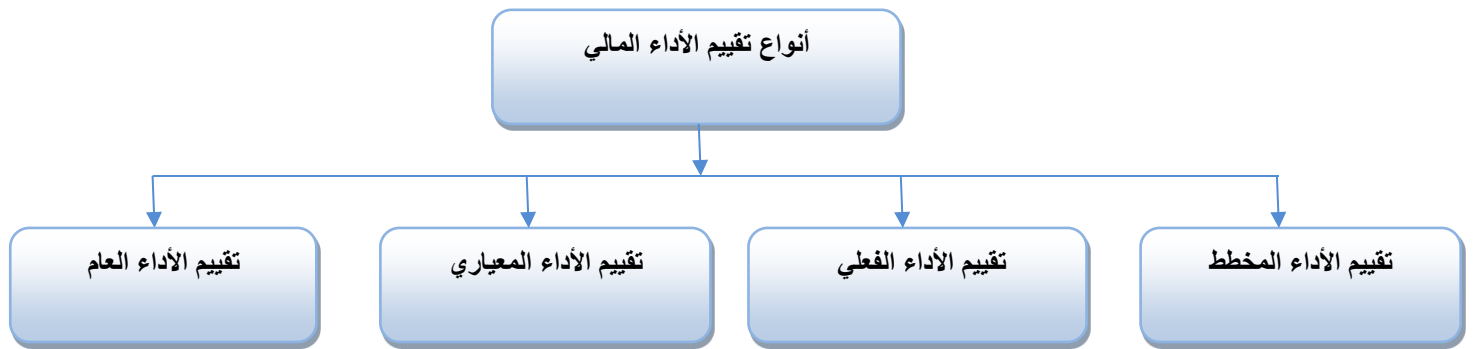 أنواع تقييم الأداء المالي
تقييم الأداء المخطط
تقييم الأداء الفعلي
تقييم الأداء المعياري
تقييم الأداء العام